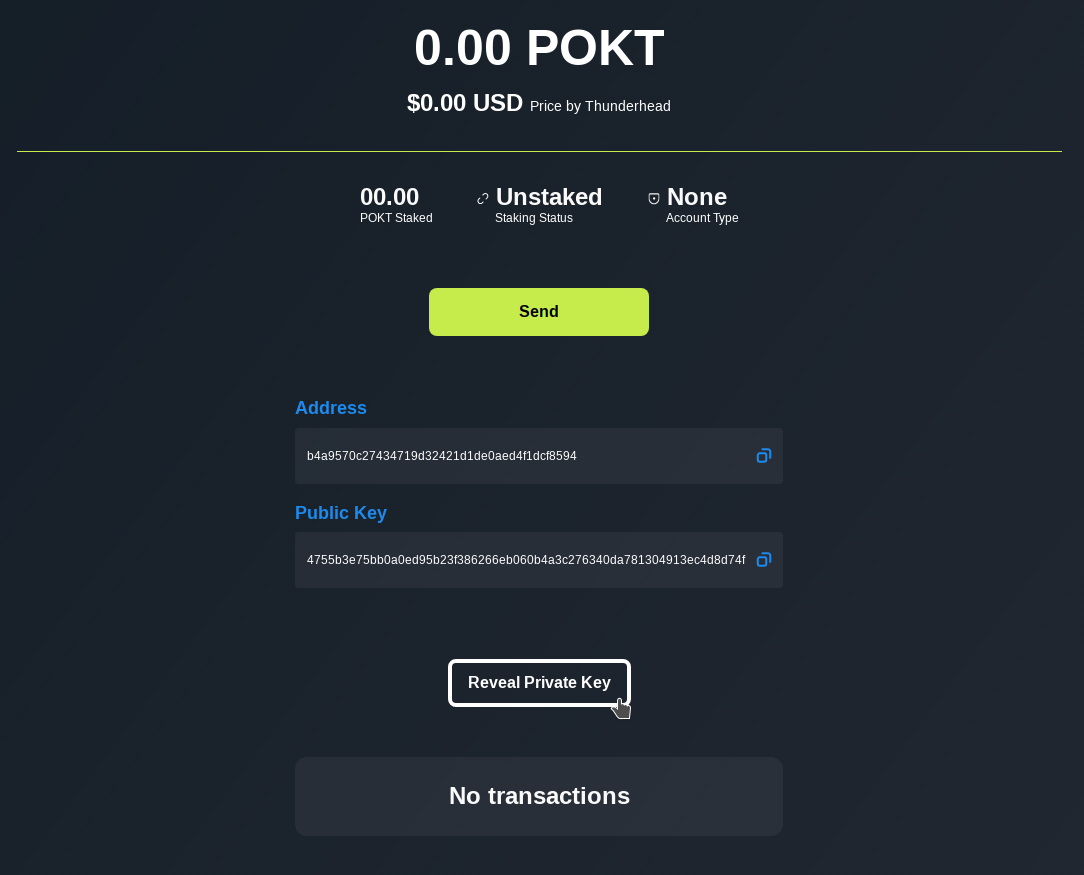 0.00 POKT
$0.00 USD Price by Thunderhead
00.00 Unstaked None
POKT Staked Staking Status Account Type
Send
Address
b4a9570c27434719d32421d1de0aed4f1dcf8594
Public Key
4755b3e75bb0a0ed95b23f386266eb060b4a3c276340da781304913ec4d8d74f
Reveal Private Key
No transactions